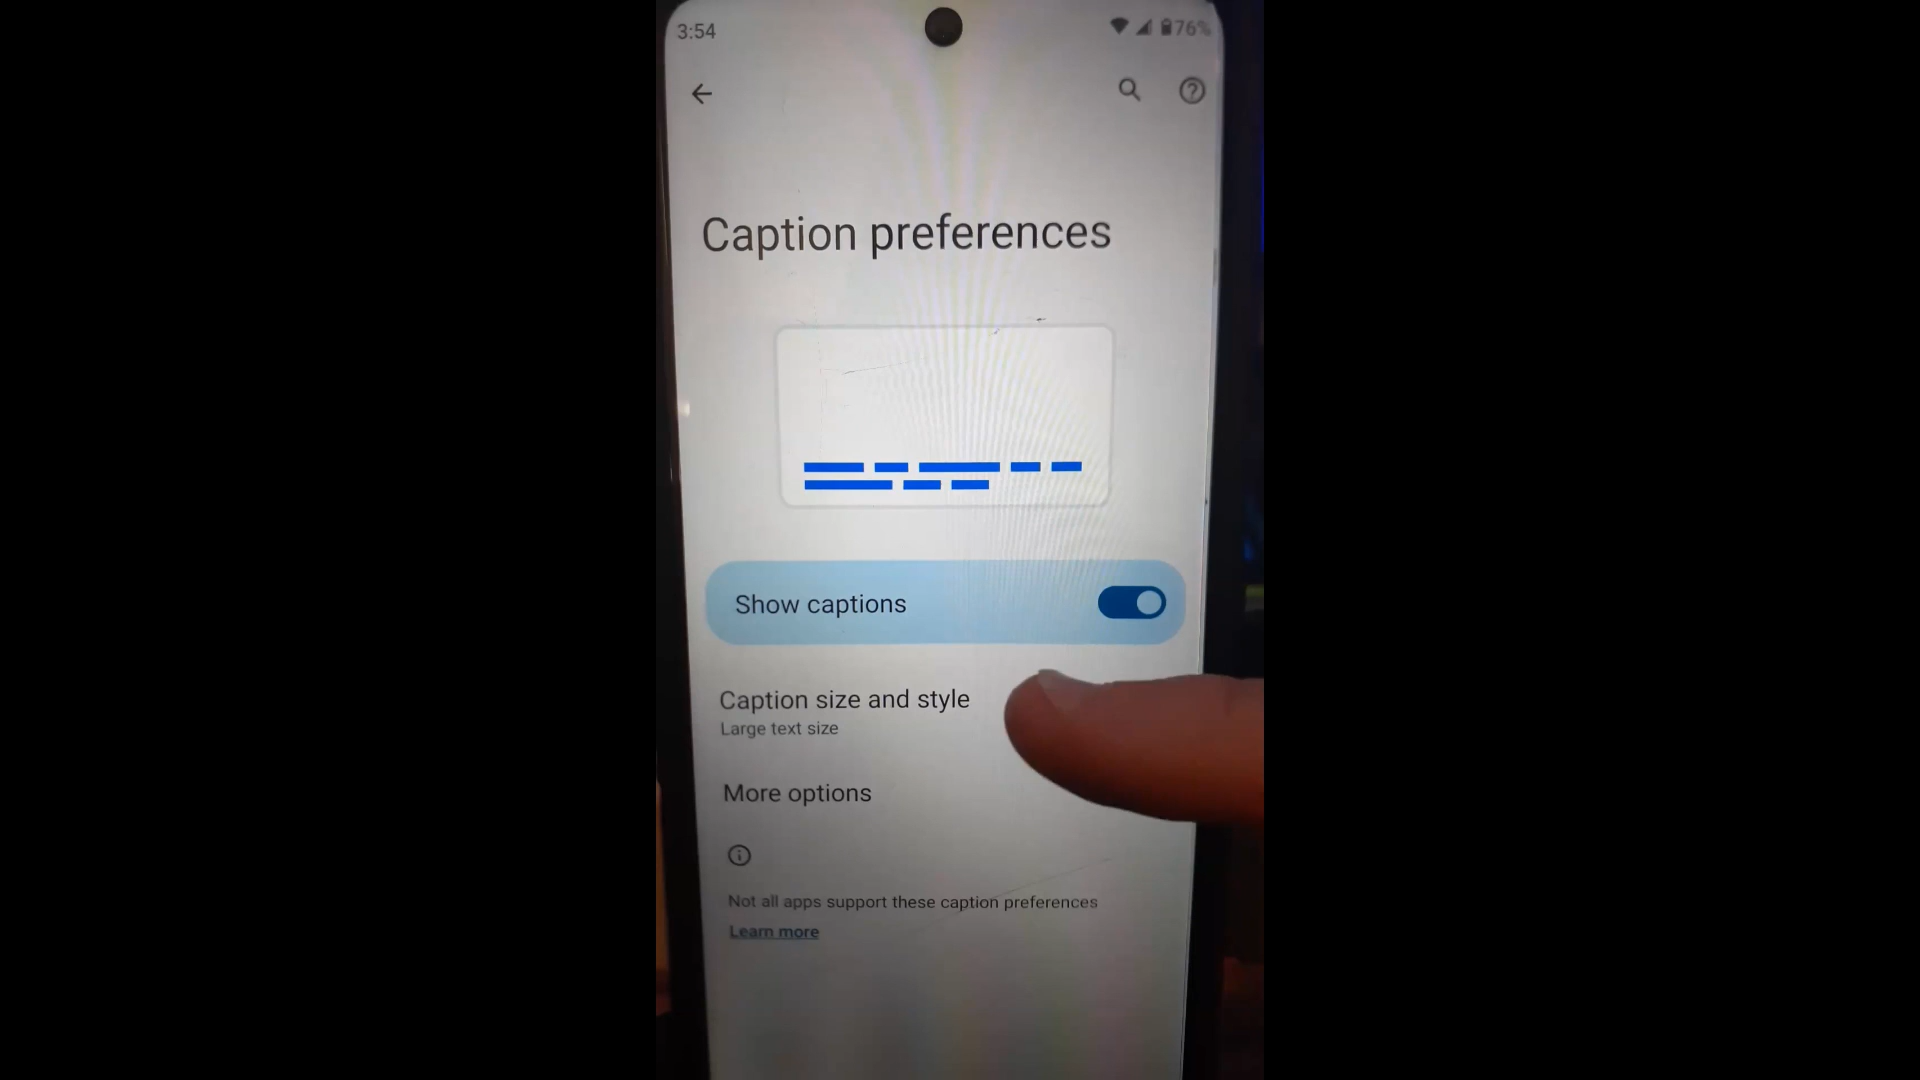 3:54
76%
Caption preferences
Show captions
Caption size and style
Large text size
More options
Not all apps support these caption preferences
Learn more